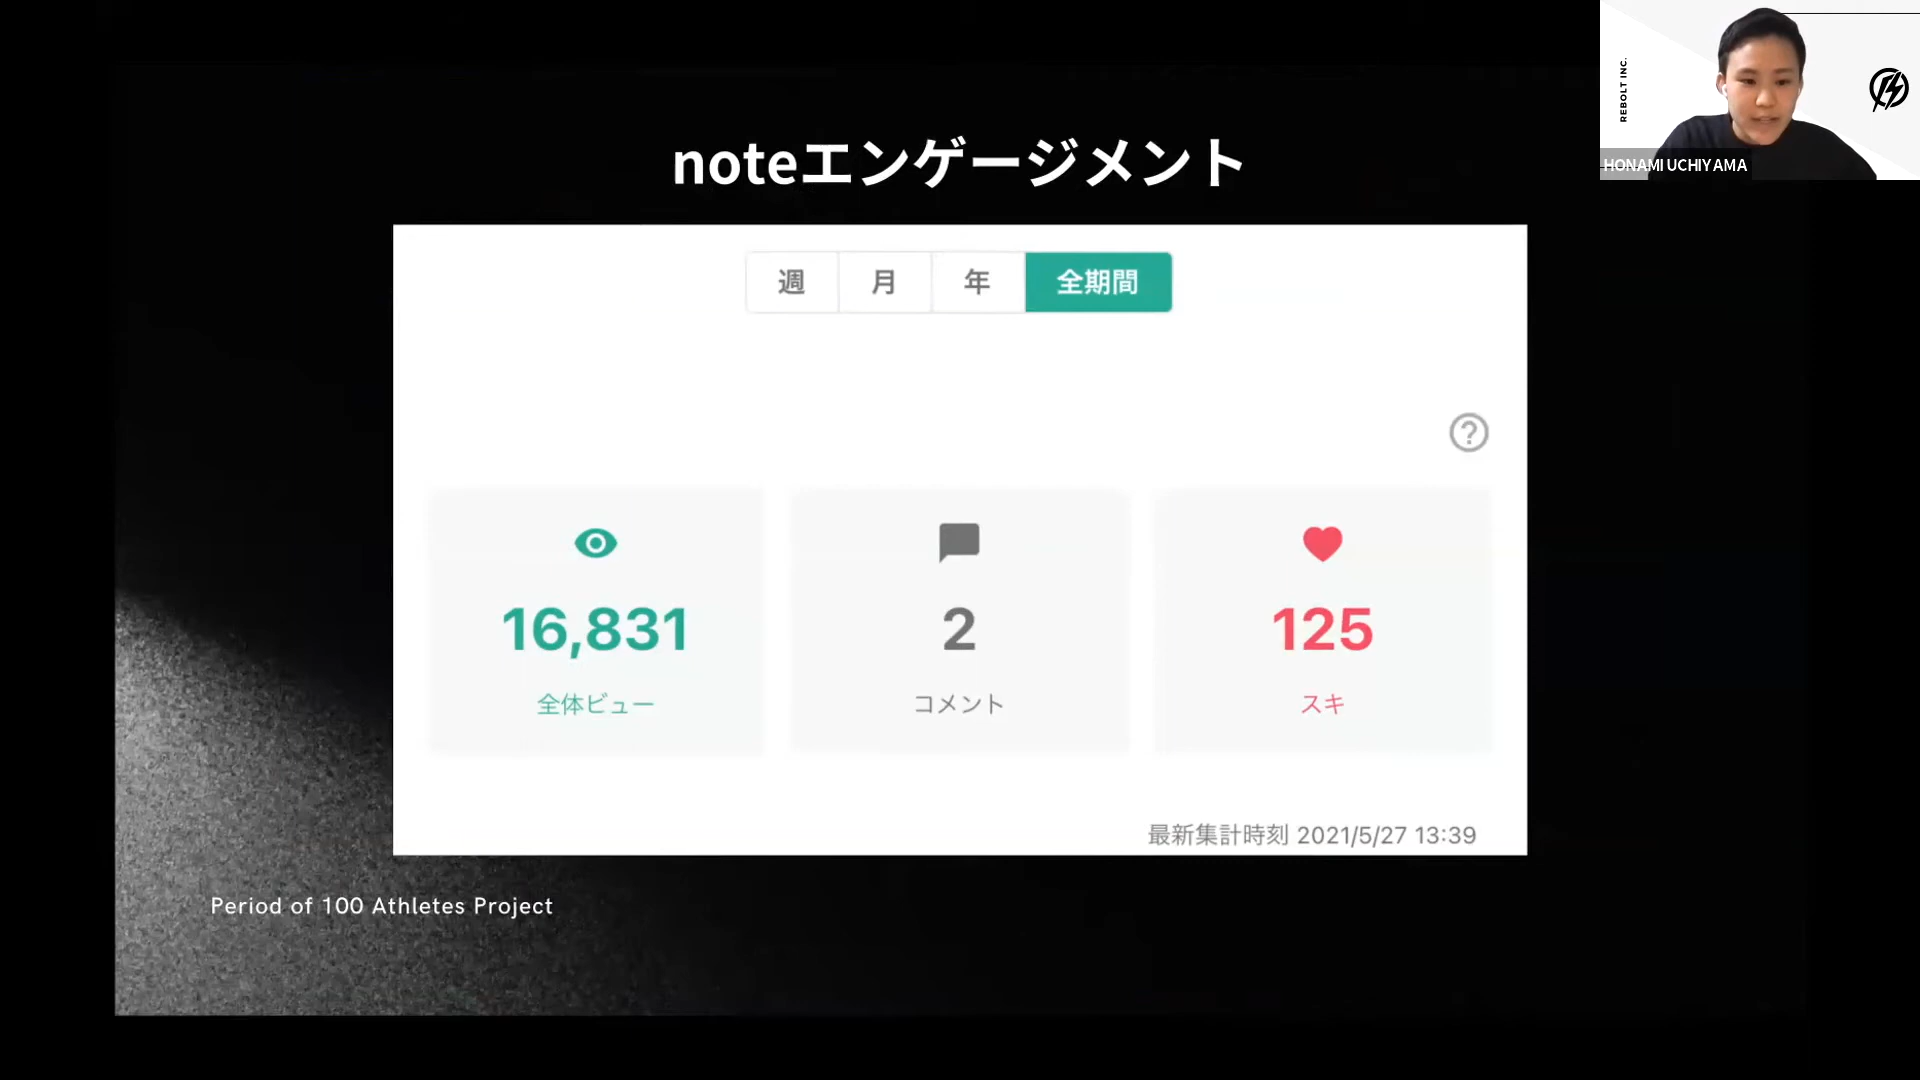 noteエンゲージメント
週 月 年 全期間
16,831 2 125
全体ビュー コメント スキ
最新集計時刻 2021/5/27 13:39
Period of 100 Athletes Project
REBOLT INC.
HONAMI UCHIYAMA